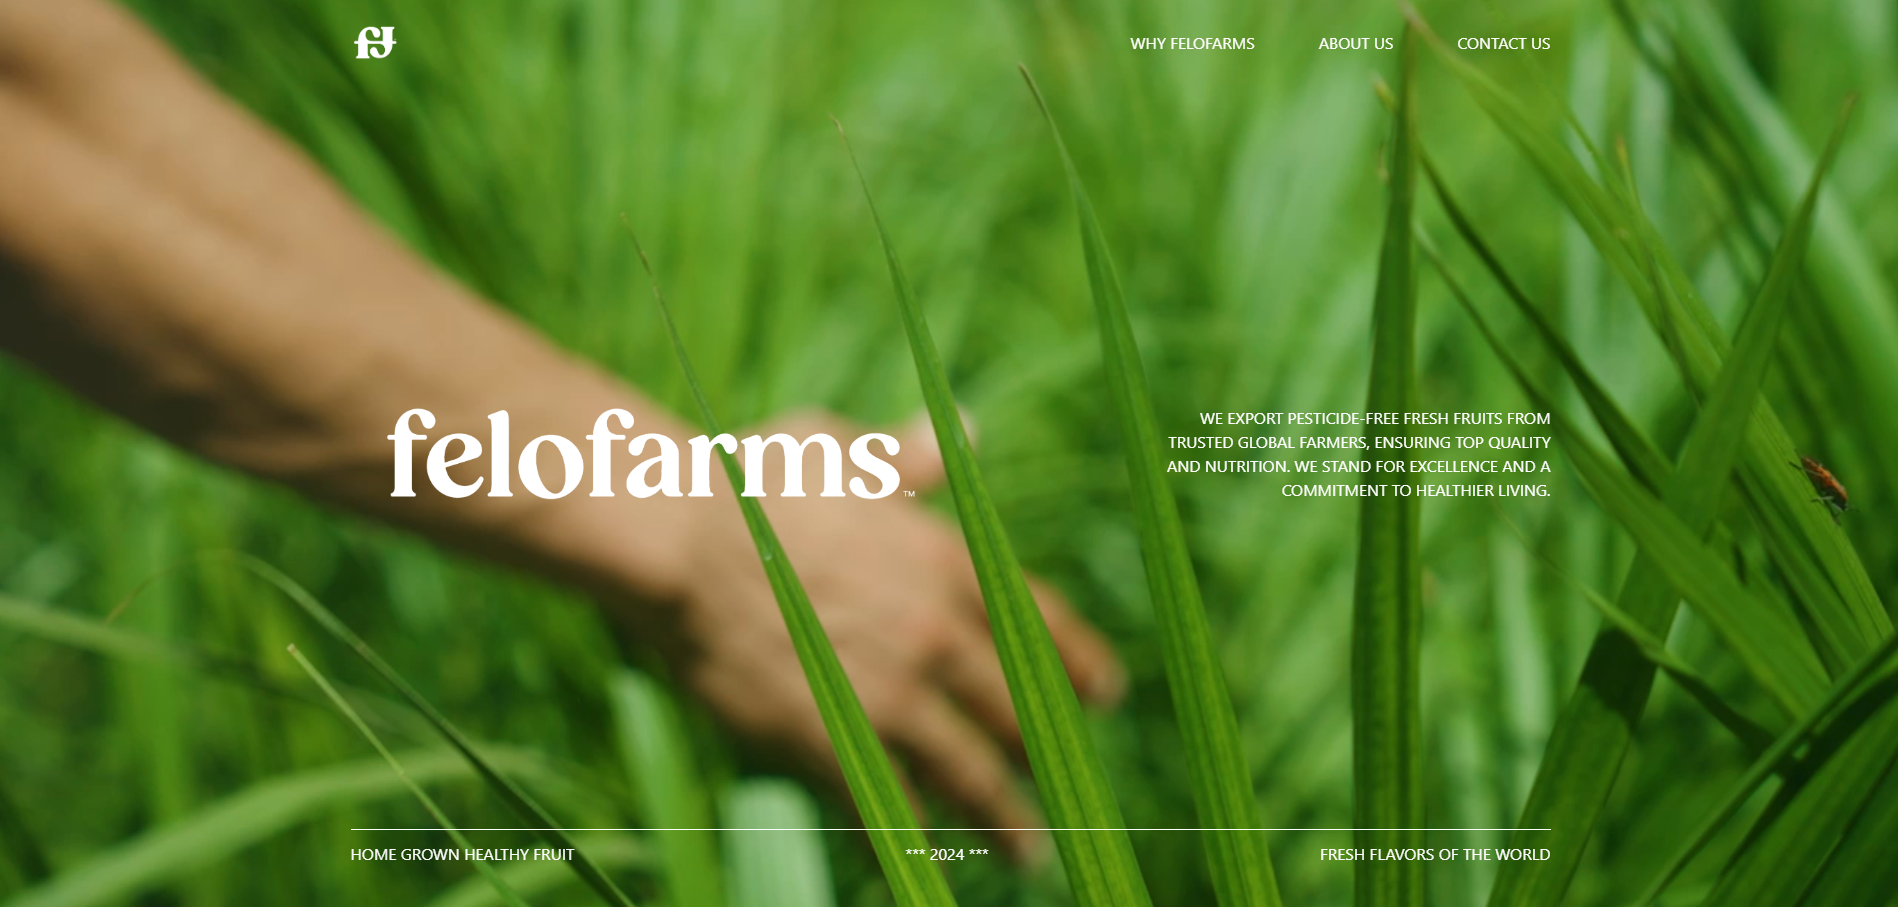 ff
WHY FELOFARMS
ABOUT US
CONTACT US
felofarms™
WE EXPORT PESTICIDE-FREE FRESH FRUITS FROM
TRUSTED GLOBAL FARMERS, ENSURING TOP QUALITY
AND NUTRITION. WE STAND FOR EXCELLENCE AND A
COMMITMENT TO HEALTHIER LIVING.
HOME GROWN HEALTHY FRUIT
*** 2024 ***
FRESH FLAVORS OF THE WORLD